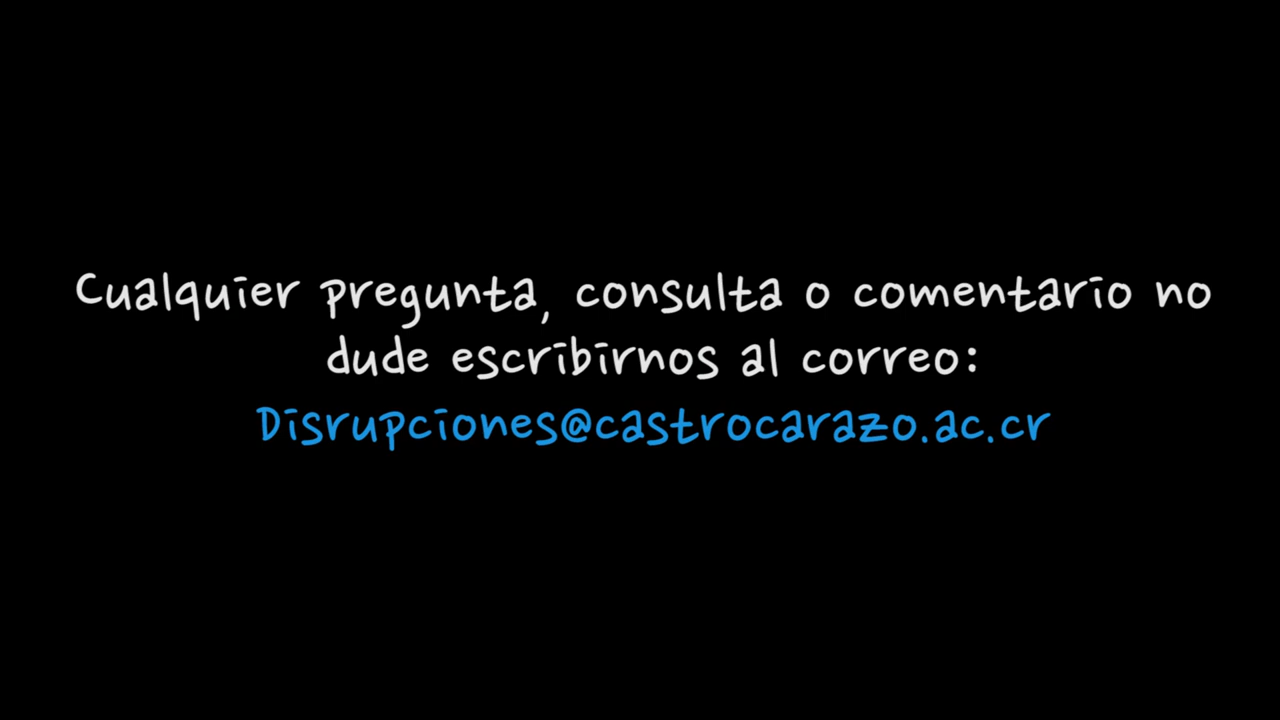 Cualquier pregunta, consulta o comentario no
dude escribirnos al correo:
Disrupciones@castrocarazo.ac.cr